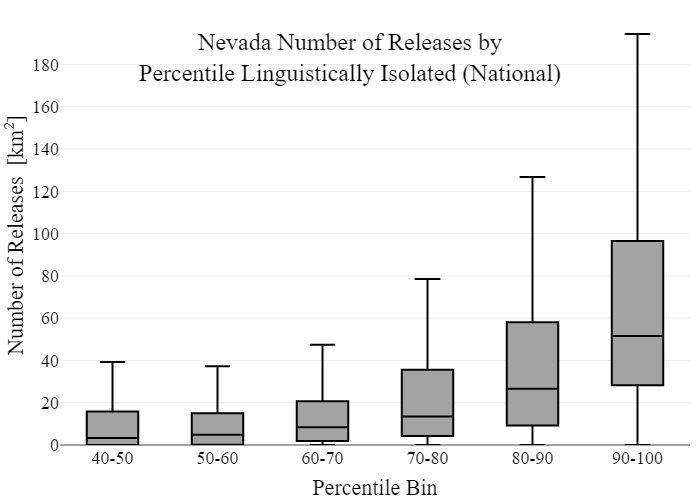 Nevada Number of Releases by
Percentile Linguistically Isolated (National)
Number of Releases [km²]
180
160
140
120
100
80
60
40
20
0
40-50 50-60 60-70 70-80 80-90 90-100
Percentile Bin